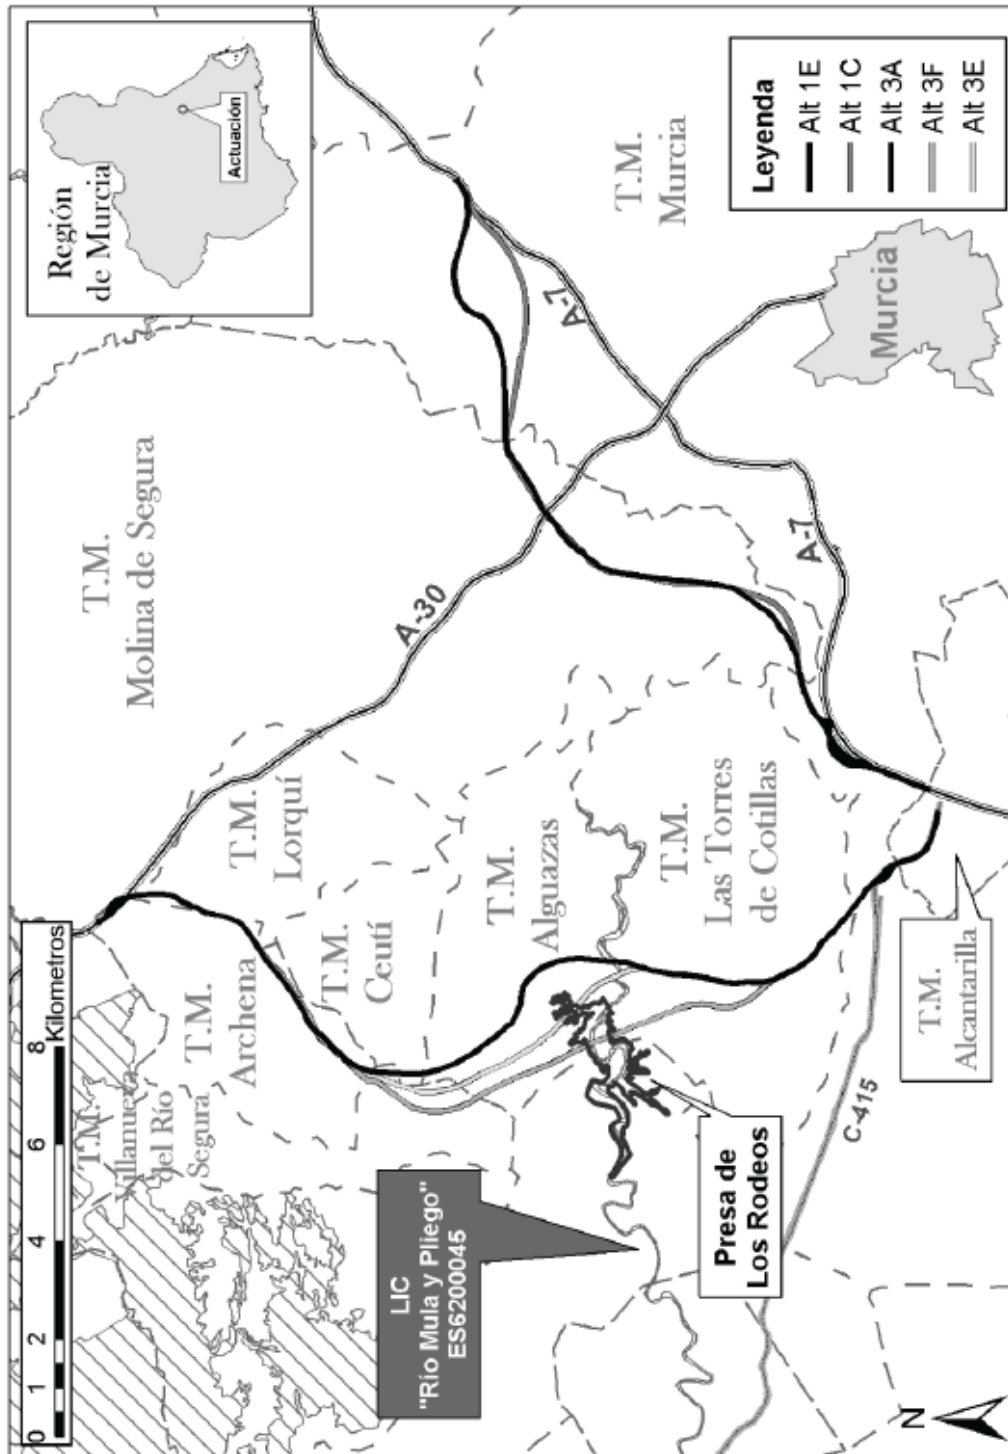 0 1 2 4 6 8
Kilometros
Región
de Murcia
Actuación
T.M.
Villanueva
del Río
Segura
T.M.
Archena
T.M.
Lorquí
T.M.
Molina de Segura
T.M.
Ceutí
A-30
LIC
"Río Mula y Pliego"
ES6200045
T.M.
Alguazas
A-7
T.M.
Murcia
T.M.
Las Torres
de Cotillas
Presa de
Los Rodeos
A-7
C-415
Murcia
T.M.
Alcantarilla
N
Leyenda
Alt 1E
Alt 1C
Alt 3A
Alt 3F
Alt 3E